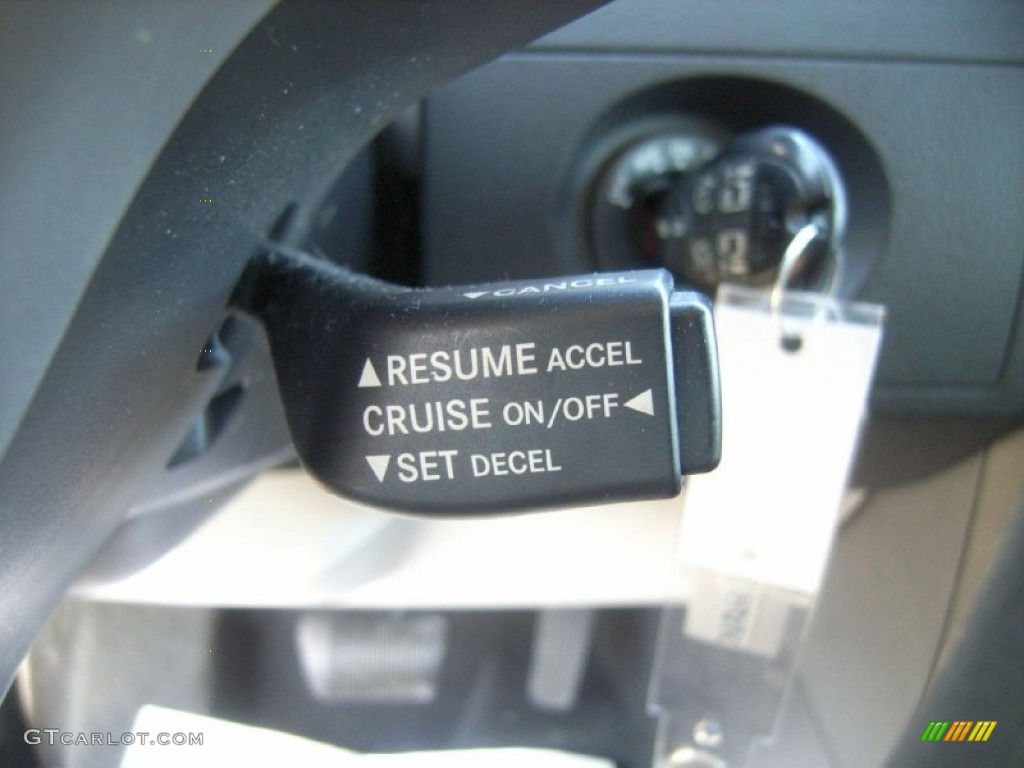 ▼CANCEL
▲RESUME ACCEL
CRUISE ON/OFF◀
▼SET DECEL
GTCARLOT.COM